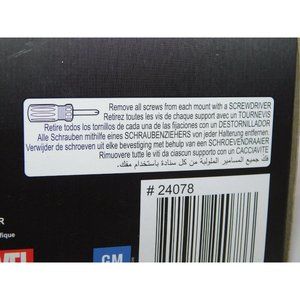 Remove all screws from each mount with a SCREWDRIVER
Retirez toutes les vis de chaque support avec un TOURNEVIS
Retire todos los tornillos de cada una de las fijaciones con un DESTORNILLADOR
Alle Schrauben mithilfe eines SCHRAUBENZIEHERS von jeder Halterung entfernen
Verwijder de schroeven uit elke bevestiging met behulp van een SCHROEVENDRAAIER
Rimuovere tutte le viti da ciascun supporto con un CACCIAVITE
فك جميع المسامير الملولبة من كل سنادة باستخدام مفك.
# 24078
GM